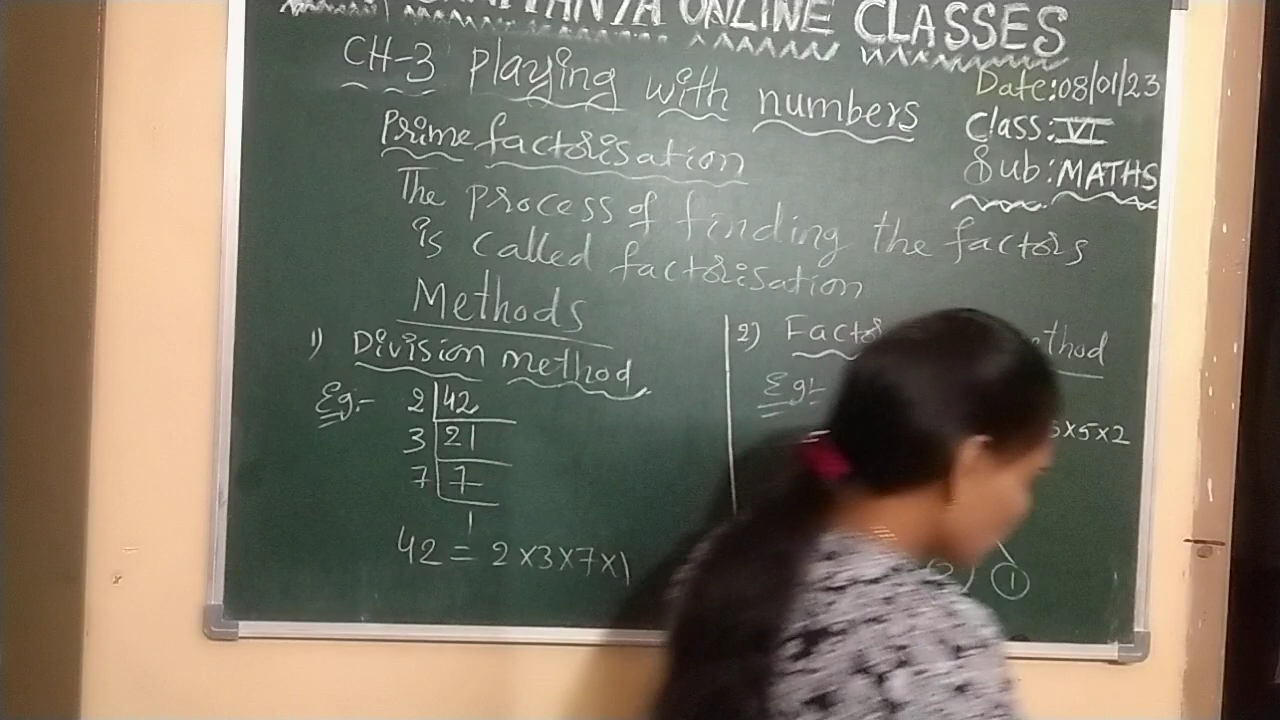 ONLINE CLASSES
Date:08/01/23
Class:VI
Sub:MATHS
CH-3 Playing with numbers
Prime factorisation
The process of finding the factors
is called factorisation
Methods
1) Division method
Eg:- 2 42
3 21
7 7
1
42 = 2×3×7×1
2)
Eg:-
×5×2
1